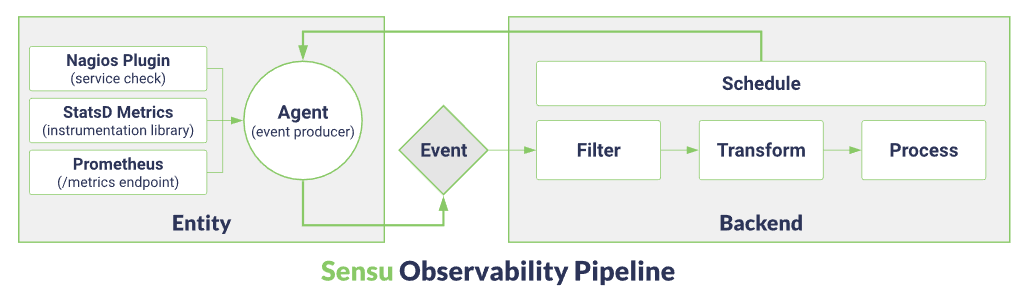 Nagios Plugin
(service check)
StatsD Metrics
(instrumentation library)
Prometheus
(/metrics endpoint)
Agent
(event producer)
Entity
Event
Schedule
Filter
Transform
Process
Backend
Sensu Observability Pipeline